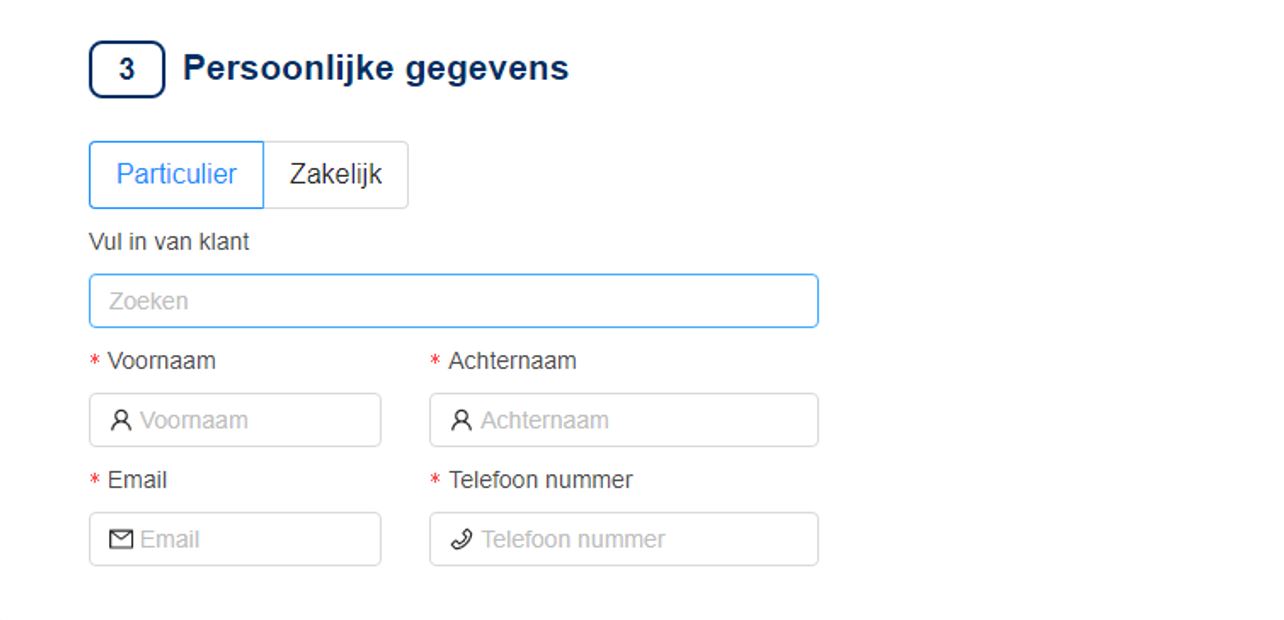 3 Persoonlijke gegevens
Particulier Zakelijk
Vul in van klant
Zoeken
* Voornaam * Achternaam
Voornaam Achternaam
* Email * Telefoon nummer
Email Telefoon nummer